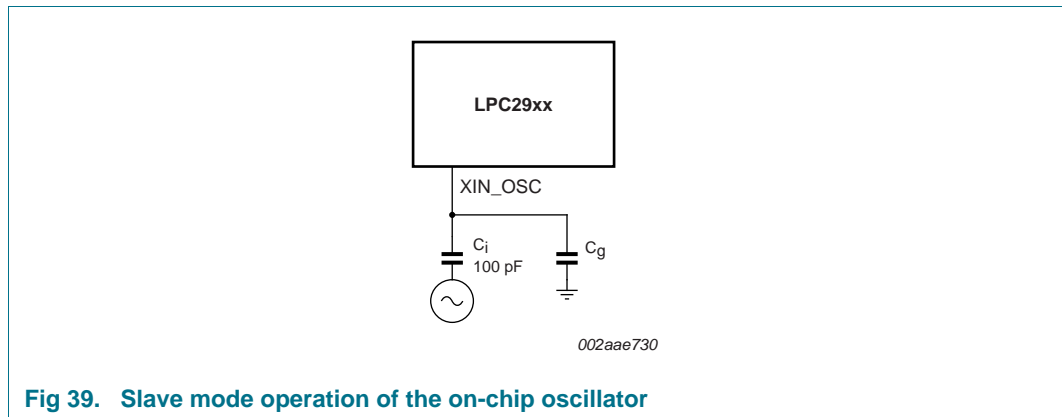 LPC29xx
XIN_OSC
Ci
100 pF
Cg
002aae730
Fig 39. Slave mode operation of the on-chip oscillator